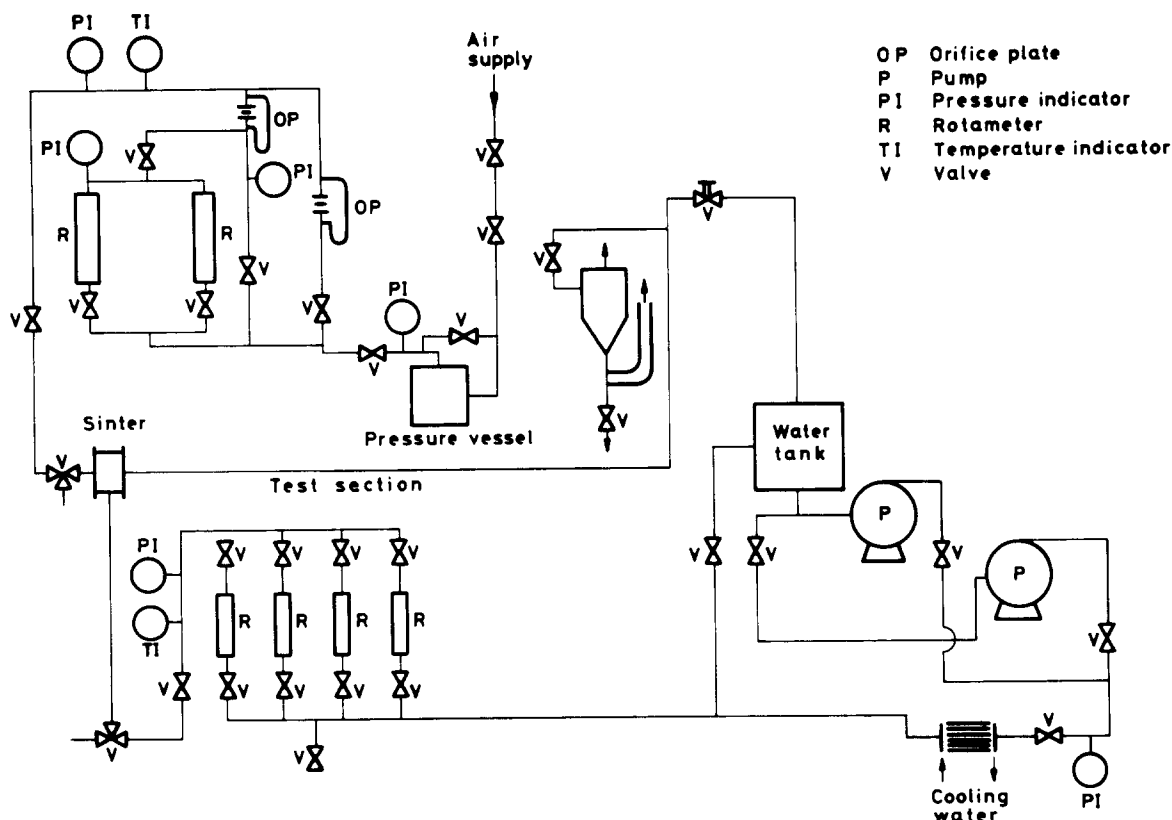 PI TI
Air
supply
OP Orifice plate
P Pump
PI Pressure indicator
R Rotameter
TI Temperature indicator
V Valve
OP
PI
V
PI
V
R
R
OP
V
V
V
V
V
PI
V
V
V
V
V
Pressure vessel
V
Sinter
V
Test section
Water
tank
P
V
V
V
P
V
PI
TI
V
V
V
V
V
R
R
R
R
V
V
V
V
V
V
V
PI
Cooling
water